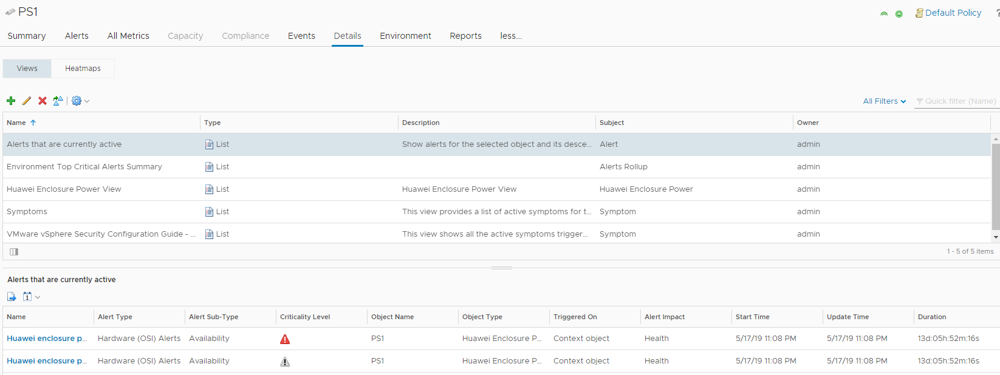 PS1
Default Policy
?
Summary Alerts All Metrics Capacity Compliance Events Details Environment Reports less...
Views Heatmaps
All Filters Quick filter (Name)
Name Type Description Subject Owner
Alerts that are currently active List Show alerts for the selected object and its desce... Alert admin
Environment Top Critical Alerts Summary List Alerts Rollup admin
Huawei Enclosure Power View List Huawei Enclosure Power View Huawei Enclosure Power admin
Symptoms List This view provides a list of active symptoms for t... Symptom admin
VMware vSphere Security Configuration Guide - ... List This view shows all the active symptoms trigger... Symptom admin
1 - 5 of 5 items
Alerts that are currently active
1
Name Alert Type Alert Sub-Type Criticality Level Object Name Object Type Triggered On Alert Impact Start Time Update Time Duration
Huawei enclosure p... Hardware (OSI) Alerts Availability PS1 Huawei Enclosure P... Context object Health 5/17/19 11:08 PM 5/17/19 11:08 PM 13d:05h:52m:16s
Huawei enclosure p... Hardware (OSI) Alerts Availability PS1 Huawei Enclosure P... Context object Health 5/17/19 11:08 PM 5/17/19 11:08 PM 13d:05h:52m:16s